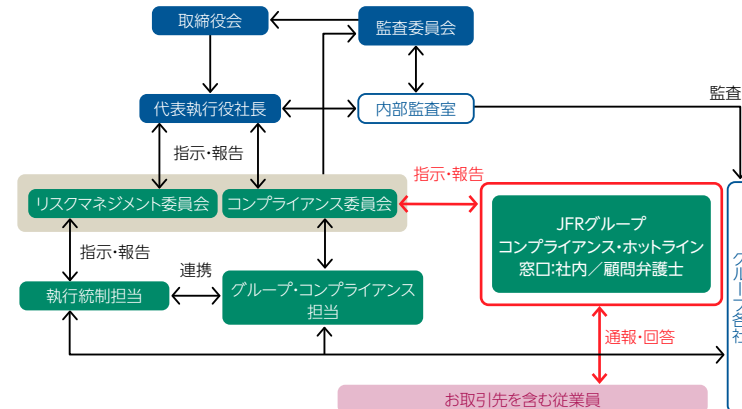 取締役会
監査委員会
代表執行役社長
内部監査室
監査
指示・報告
指示・報告
リスクマネジメント委員会
コンプライアンス委員会
JFRグループ
コンプライアンス・ホットライン
窓口:社内／顧問弁護士
指示・報告
連携
執行統制担当
グループ・コンプライアンス
担当
グループ各社
通報・回答
お取引先を含む従業員